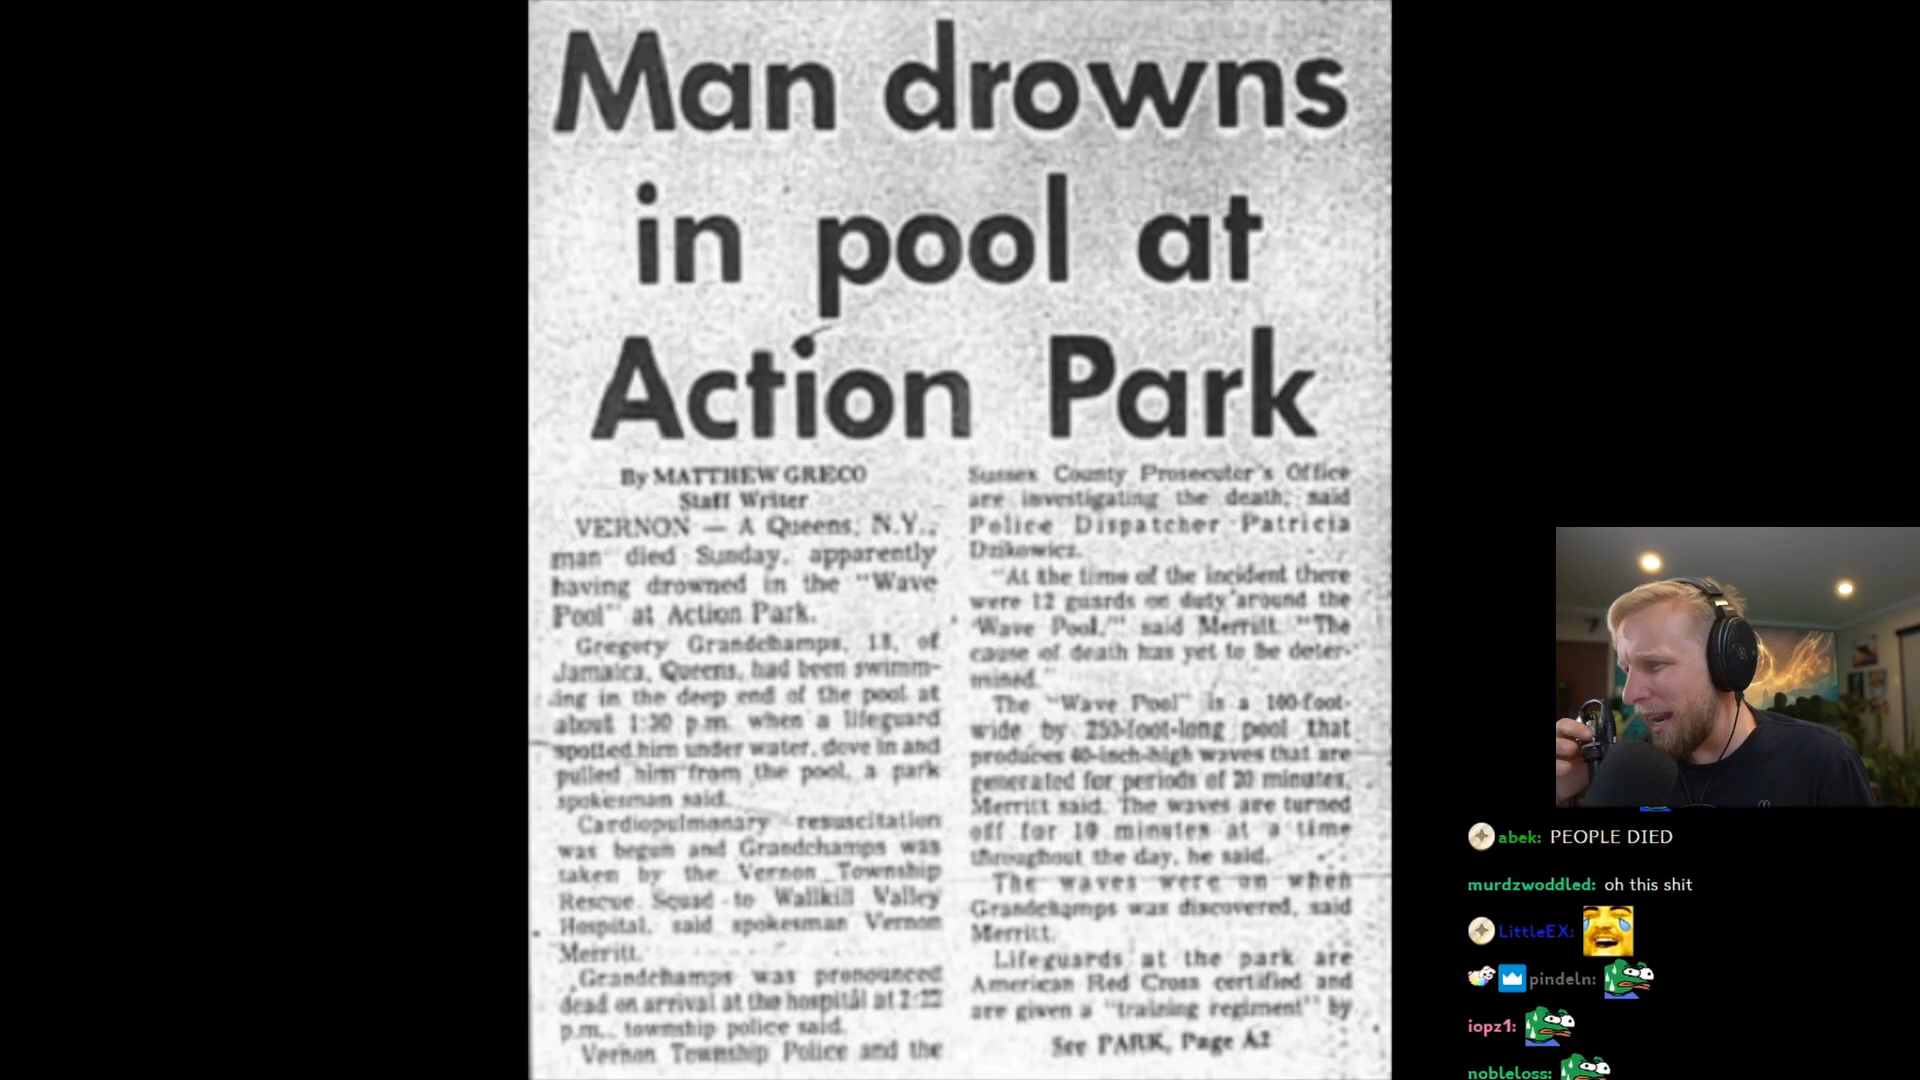 Man drowns
in pool at
Action Park
By MATTHEW GRECO
Staff Writer
VERNON — A Queens, N.Y.,
man died Sunday, apparently
having drowned in the "Wave
Pool" at Action Park.
Gregory Grandchamps, 18, of
Jamaica, Queens, had been swimm-
ing in the deep end of the pool at
about 1:30 p.m. when a lifeguard
spotted him under water, dove in and
pulled him from the pool, a park
spokesman said.
Cardiopulmonary resuscitation
was begun and Grandchamps was
taken by the Vernon Township
Rescue Squad to Wallkill Valley
Hospital, said spokesman Vernon
Merritt.
Grandchamps was pronounced
dead on arrival at the hospital at 2:22
p.m., township police said.
Vernon Township Police and the
Sussex County Prosecutor's Office
are investigating the death, said
Police Dispatcher Patricia
Dzikowicz.
"At the time of the incident there
were 12 guards on duty around the
'Wave Pool,'" said Merritt. "The
cause of death has yet to be deter-
mined."
The "Wave Pool" is a 100-foot-
wide by 250-foot-long pool that
produces 40-inch-high waves that are
generated for periods of 20 minutes,
Merritt said. The waves are turned
off for 10 minutes at a time
throughout the day, he said.
The waves were on when
Grandchamps was discovered, said
Merritt.
Lifeguards at the park are
American Red Cross certified and
are given a "training regiment" by
See PARK, Page A2
abek: PEOPLE DIED
murdzwoddled: oh this shit
LittleEX:
pindeln:
iopz1:
nobleloss: